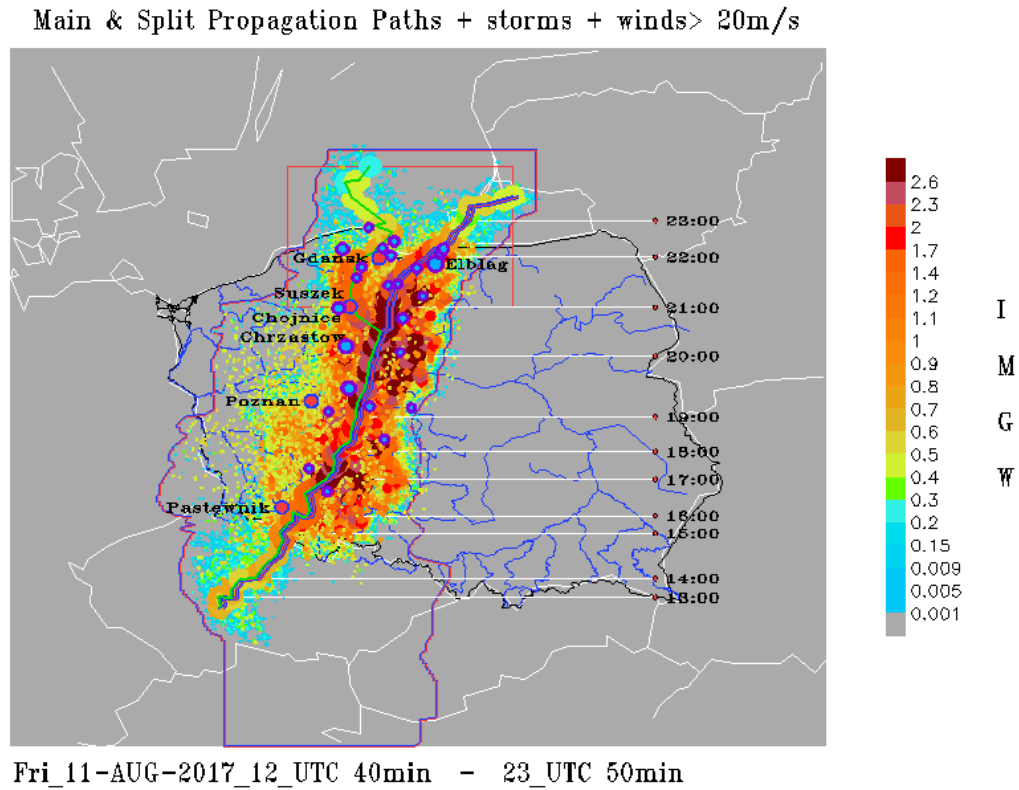 Main & Split Propagation Paths + storms + winds> 20m/s
23:00
22:00
Gdansk
Elblag
Suszek
21:00
Chojnice
Chrzastow
20:00
Poznan
19:00
18:00
17:00
Pastewnik
16:00
15:00
14:00
13:00
2.6
2.3
2
1.7
1.4
1.2
1.1
1
0.9
0.8
0.7
0.6
0.5
0.4
0.3
0.2
0.15
0.009
0.005
0.001
I
M
G
W
Fri_11-AUG-2017_12_UTC 40min - 23_UTC 50min